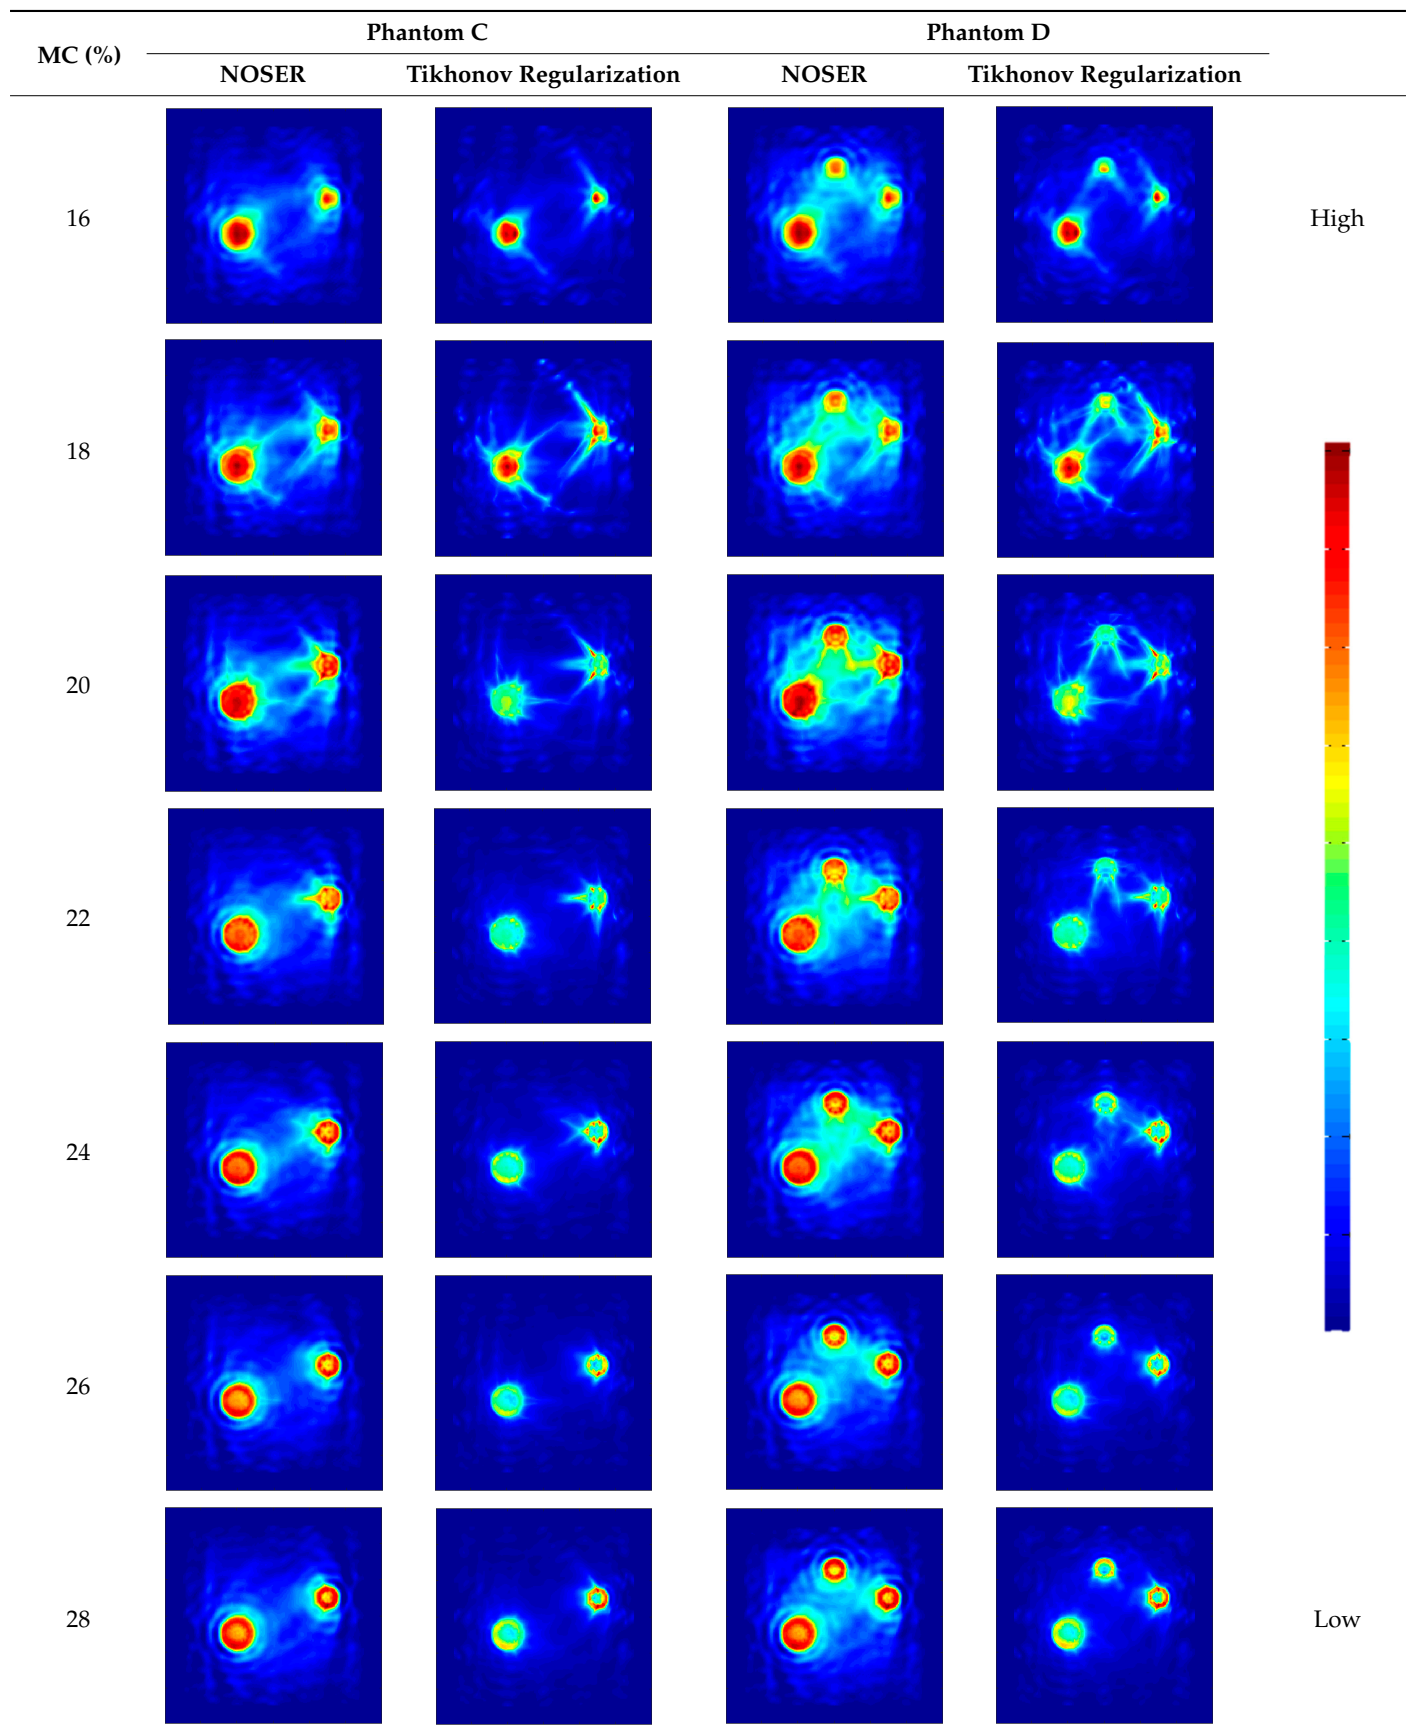 Phantom C Phantom D
MC (%)
NOSER Tikhonov Regularization NOSER Tikhonov Regularization
16
High
18
20
22
24
26
28
Low